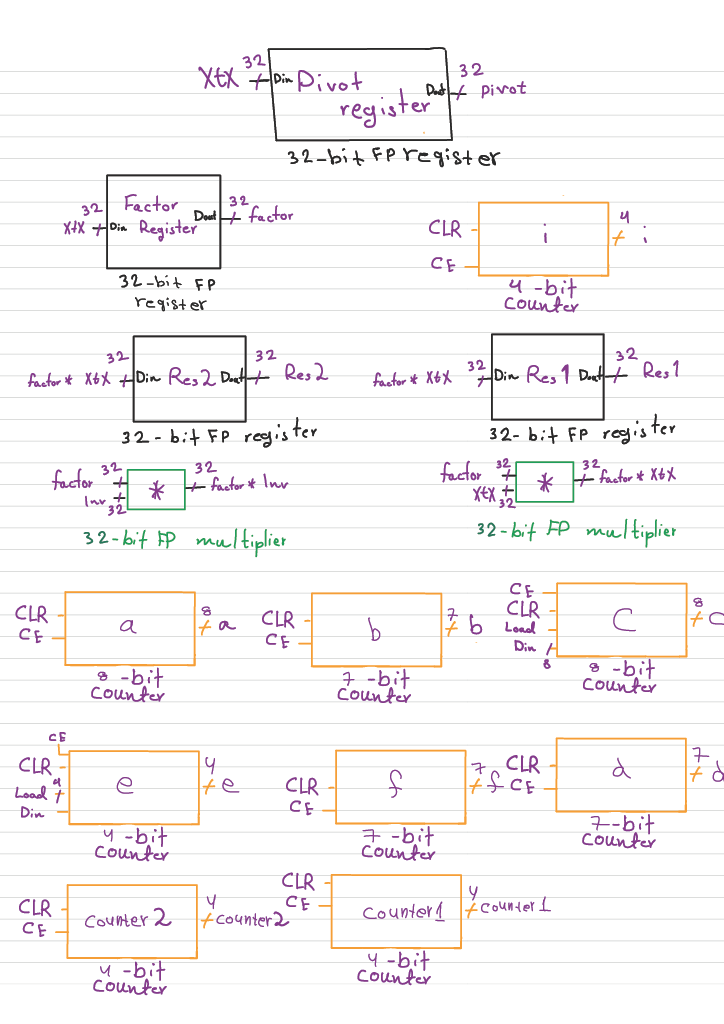 32 32
XtX Din Pivot register Dout pivot
32-bit FP register
32 Factor 32
XtX Din Register Dout factor
32-bit FP
register
CLR i 4 i
CE
4-bit
Counter
32 32
factor * XtX Din Res2 Dout Res2
32-bit FP register
32 32
factor * XtX Din Res1 Dout Res1
32-bit FP register
factor 32 * 32 factor * Inv
Inv 32
32-bit FP multiplier
factor 32 * 32 factor * XtX
XtX 32
32-bit FP multiplier
CLR a 8 a
CE
8-bit
Counter
CLR b 7 b
CE
7-bit
Counter
CE
CLR C 8 C
Load
Din 8
8-bit
Counter
CE
CLR e 4 e
Load 4
Din
4-bit
Counter
CLR f 7 f
CE
7-bit
Counter
CLR d 7 d
CE
7-bit
Counter
CLR Counter2 4 Counter2
CE
4-bit
Counter
CLR Counter1 4 Counter1
CE
4-bit
Counter